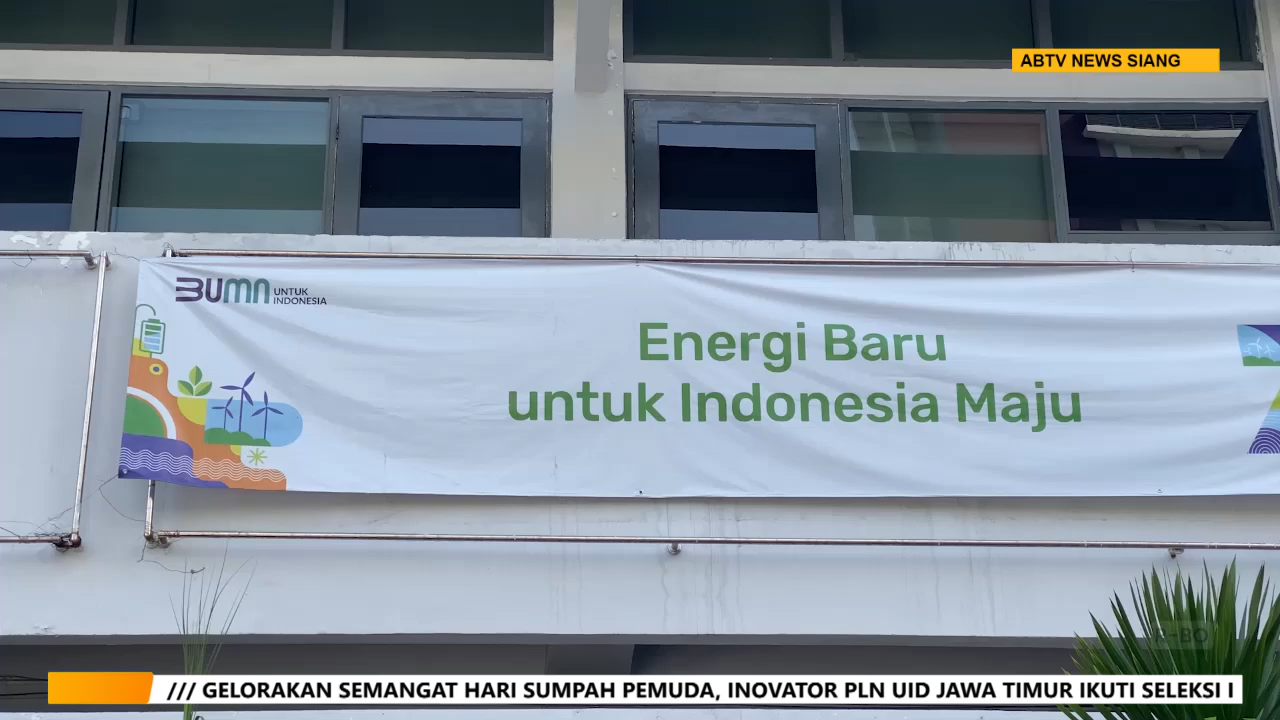 ABTV NEWS SIANG
BUMN UNTUK
INDONESIA
Energi Baru
untuk Indonesia Maju
/// GELORAKAN SEMANGAT HARI SUMPAH PEMUDA, INOVATOR PLN UID JAWA TIMUR IKUTI SELEKSI I